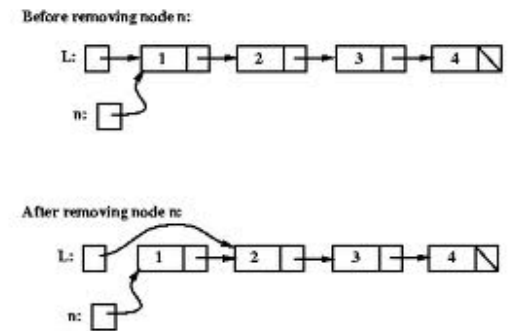 Before removing node n:
L: 1 2 3 4
n:
After removing node n:
L: 1 2 3 4
n: